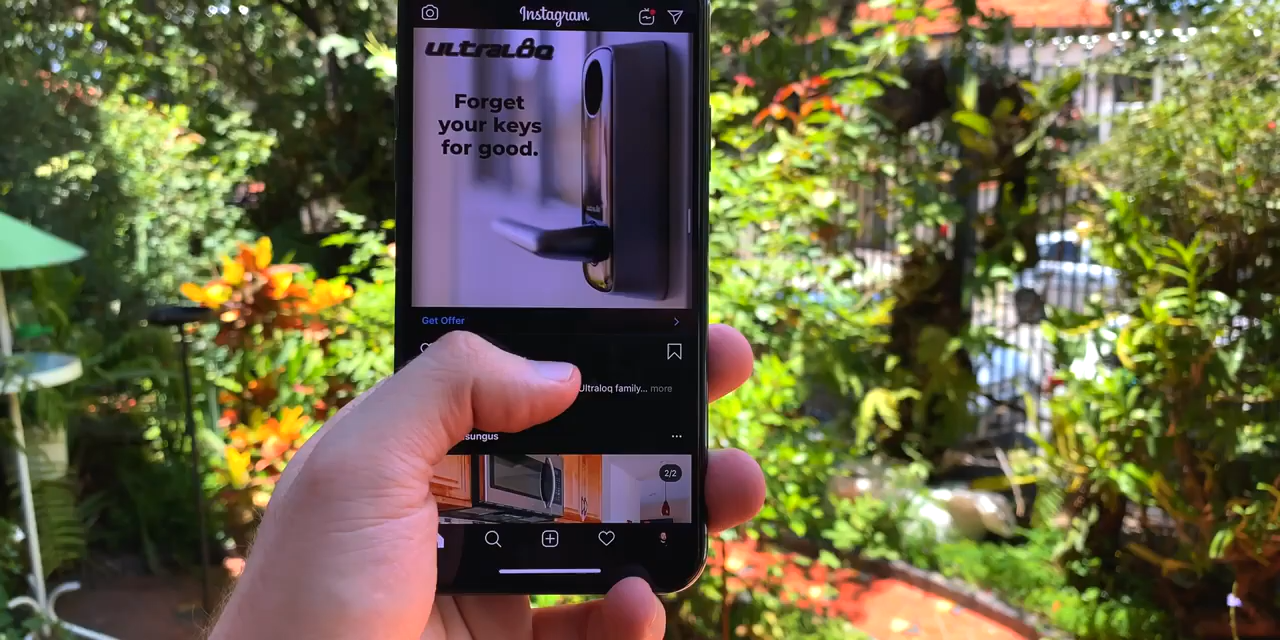 Instagram
ultraloq
Forget
your keys
for good.
Get Offer
Ultraloq family... more
sungus
2/2